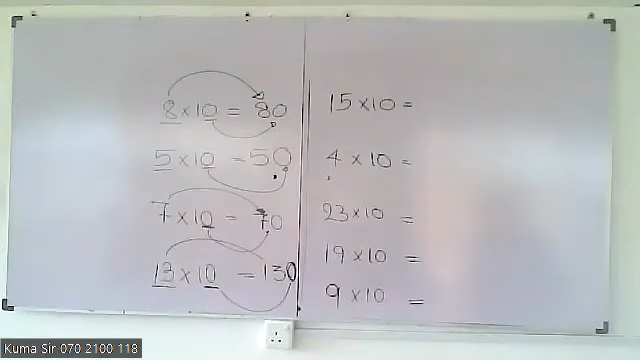 8 × 10 = 80
5 × 10 = 50
7 × 10 = 70
13 × 10 = 130
15 × 10 =
4 × 10 =
23 × 10 =
19 × 10 =
9 × 10 =
Kuma Sir 070 2100 118